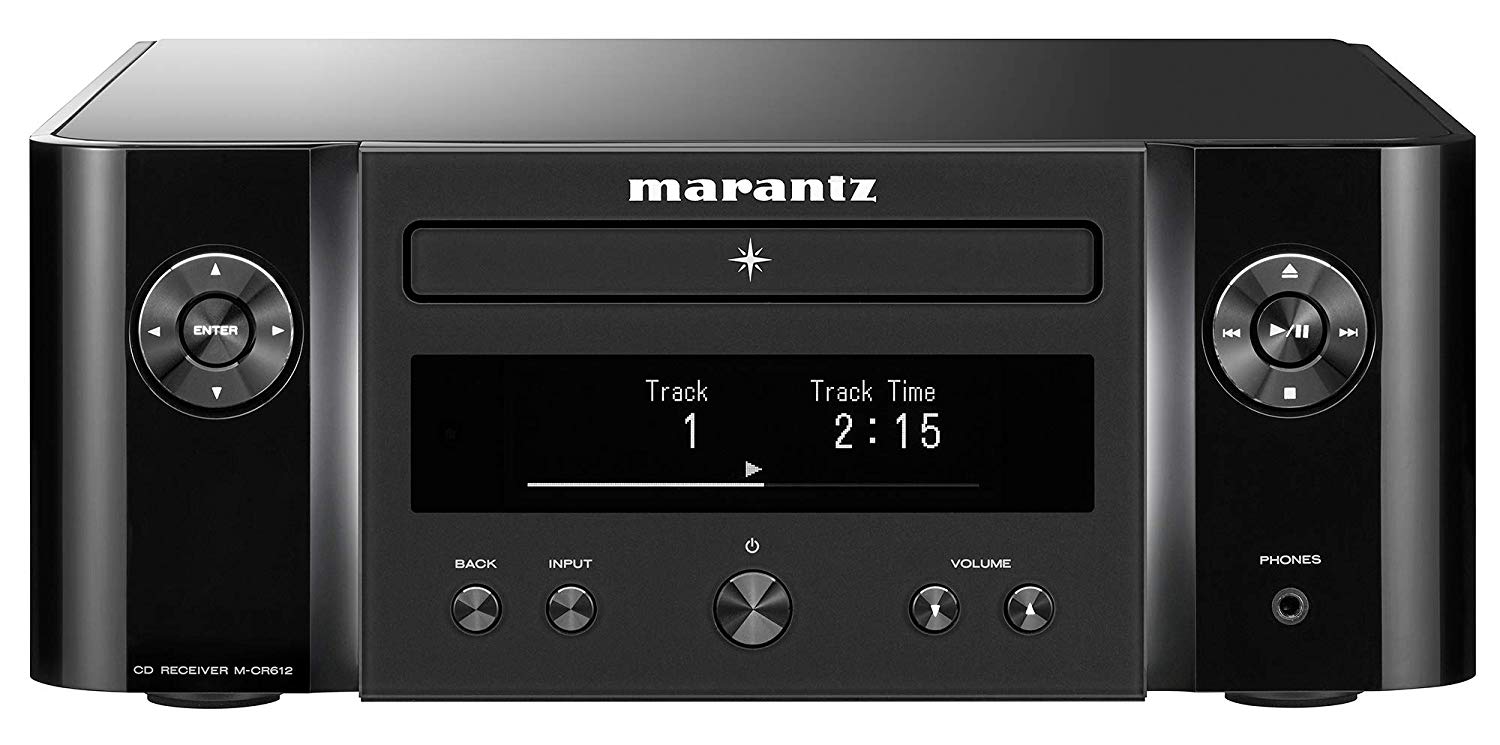 marantz
ENTER
Track Track Time
1 2:15
BACK INPUT VOLUME
PHONES
CD RECEIVER M-CR612